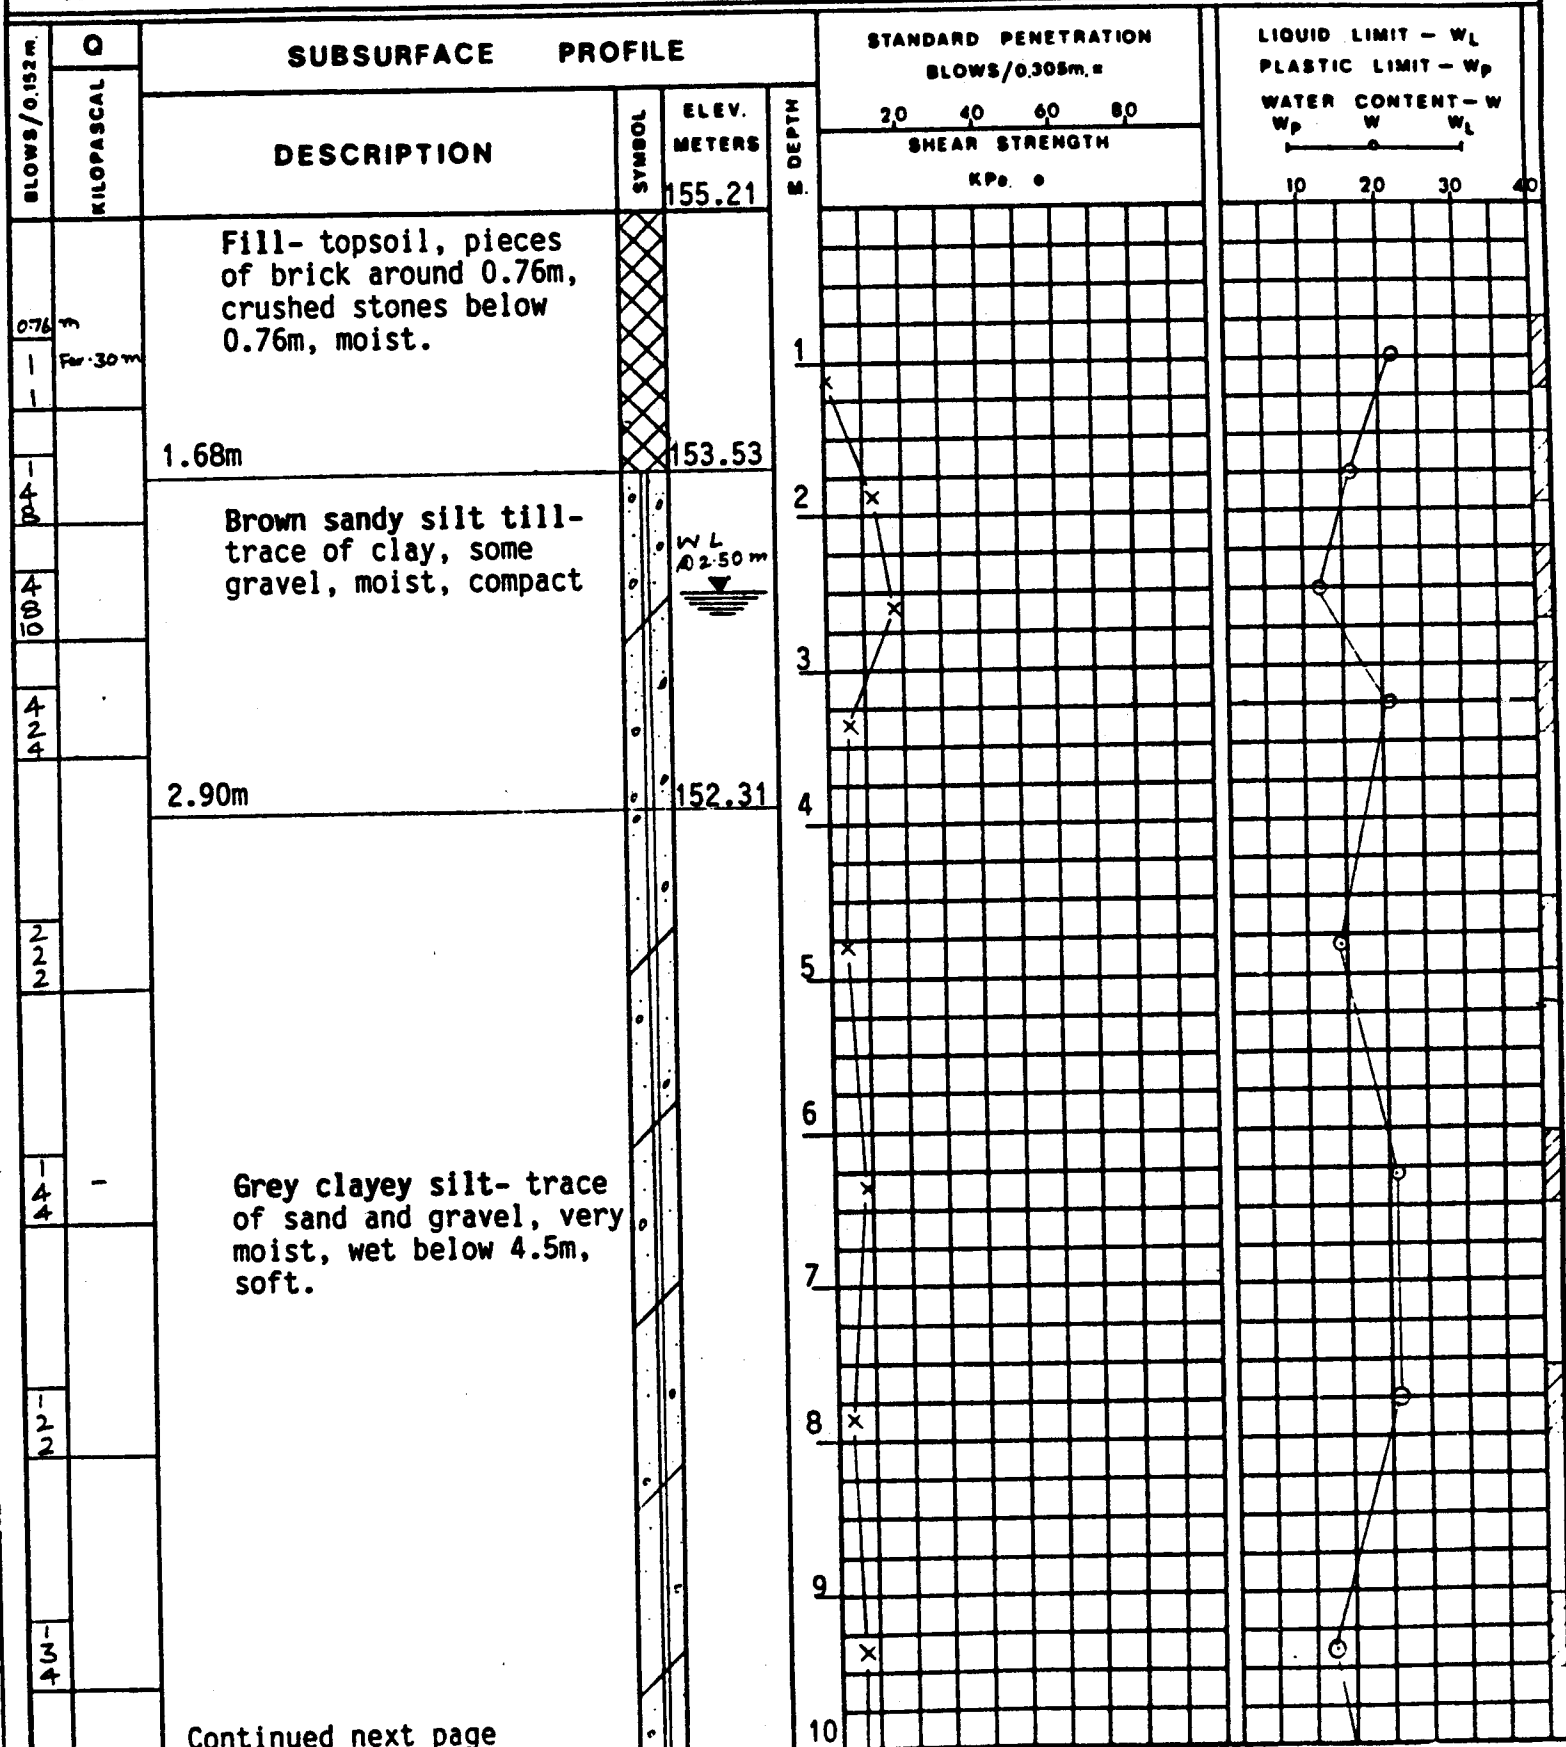 BLOWS/0.152 m.
Q
KILOPASCAL
SUBSURFACE PROFILE
DESCRIPTION
SYMBOL
ELEV.
METERS
155.21
M. DEPTH
STANDARD PENETRATION
BLOWS/0.305m. =
20 40 60 80
SHEAR STRENGTH
KPa. •
LIQUID LIMIT - WL
PLASTIC LIMIT - Wp
WATER CONTENT - W
Wp W WL
10 20 30 40
Fill- topsoil, pieces
of brick around 0.76m,
crushed stones below
0.76m, moist.
0.76 m
1
For .30 m
1
1
1.68m
153.53
1
4
8
2
Brown sandy silt till-
trace of clay, some
gravel, moist, compact
WL
@ 2.50 m
4
8
10
3
4
2
4
2.90m
152.31
4
2
2
2
5
6
1
4
4
-
Grey clayey silt- trace
of sand and gravel, very
moist, wet below 4.5m,
soft.
7
1
2
2
8
9
1
3
4
Continued next page
10